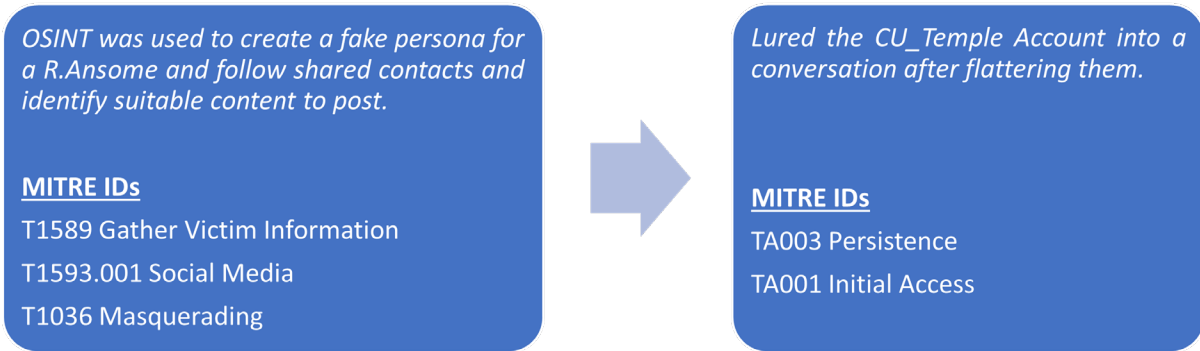 OSINT was used to create a fake persona for
a R.Ansome and follow shared contacts and
identify suitable content to post.
MITRE IDs
T1589 Gather Victim Information
T1593.001 Social Media
T1036 Masquerading
Lured the CU_Temple Account into a
conversation after flattering them.
MITRE IDs
TA003 Persistence
TA001 Initial Access